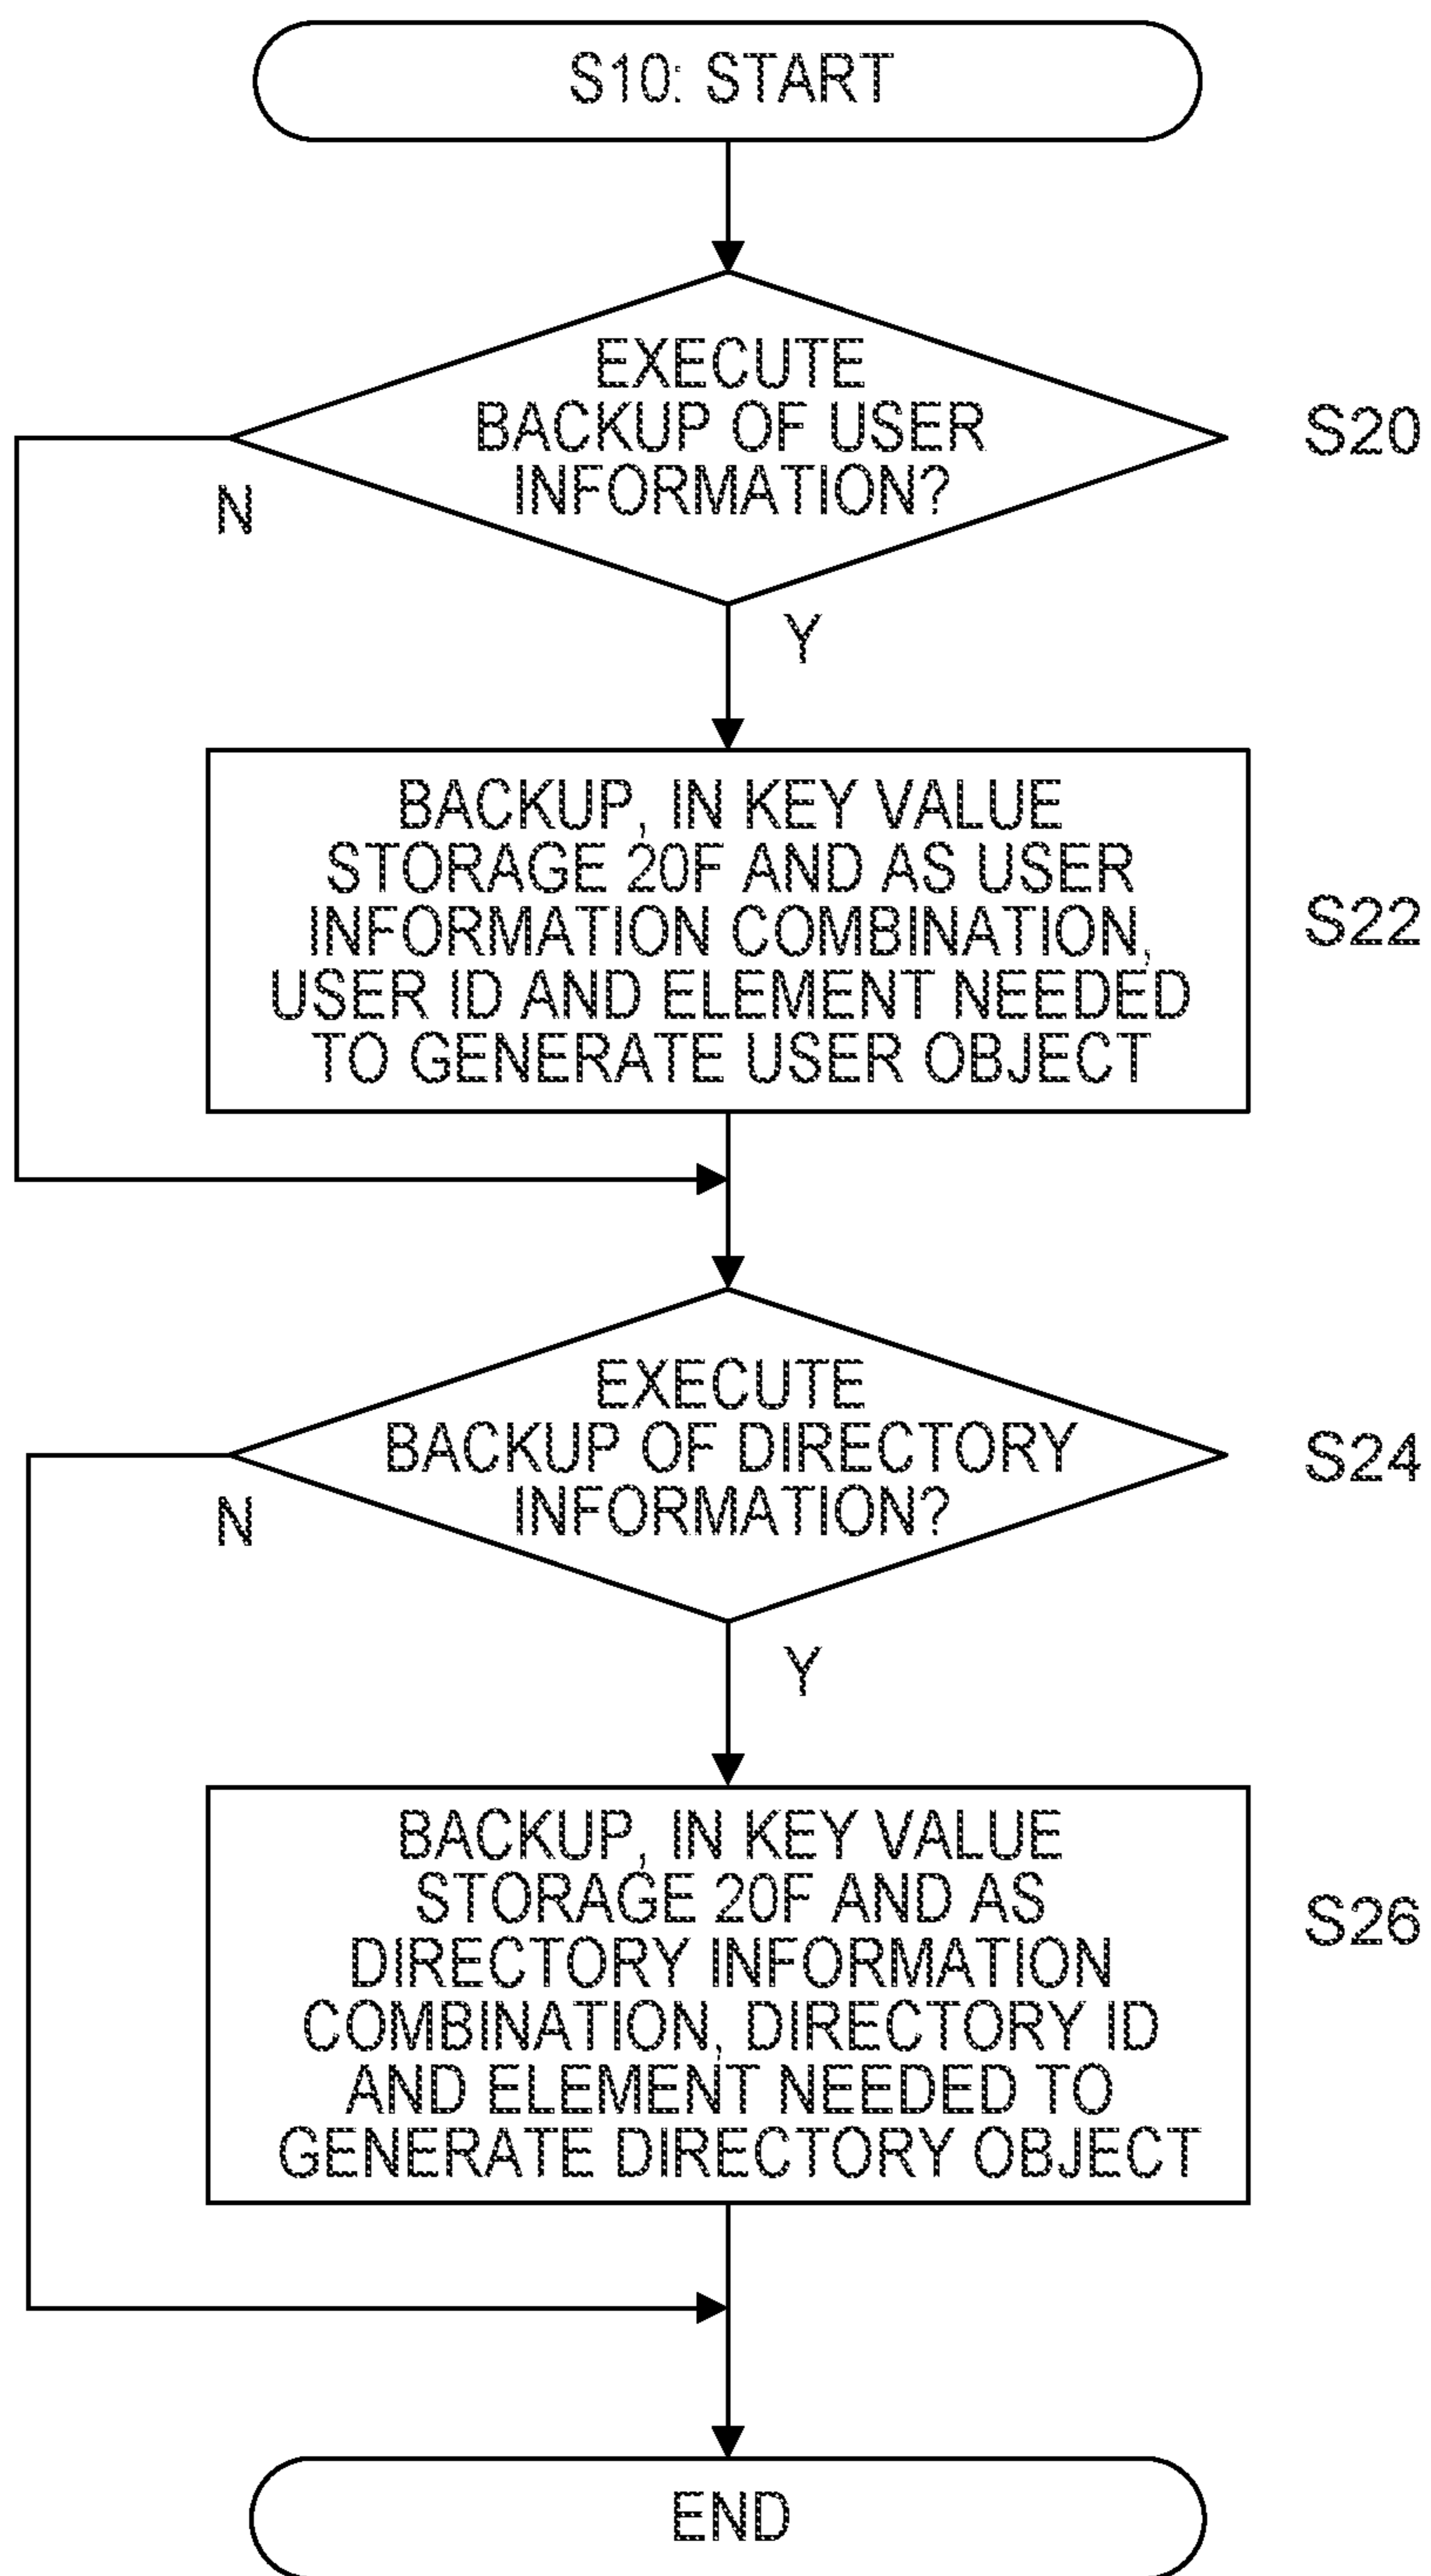 S10: START
EXECUTE
BACKUP OF USER
INFORMATION?
S20
N
Y
BACKUP, IN KEY VALUE
STORAGE 20F AND AS USER
INFORMATION COMBINATION,
USER ID AND ELEMENT NEEDED
TO GENERATE USER OBJECT
S22
EXECUTE
BACKUP OF DIRECTORY
INFORMATION?
S24
N
Y
BACKUP, IN KEY VALUE
STORAGE 20F AND AS
DIRECTORY INFORMATION
COMBINATION, DIRECTORY ID
AND ELEMENT NEEDED TO
GENERATE DIRECTORY OBJECT
S26
END